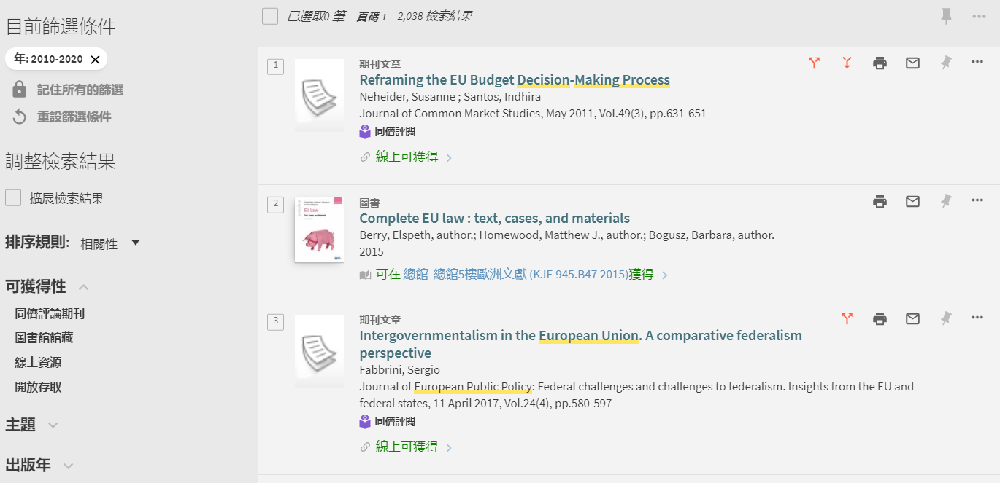 目前篩選條件
年: 2010-2020
記住所有的篩選
重設篩選條件
調整檢索結果
擴展檢索結果
排序規則: 相關性
可獲得性
同儕評論期刊
圖書館館藏
線上資源
開放存取
主題
出版年
已選取0 筆 頁碼 1 2,038 檢索結果
1
期刊文章
Reframing the EU Budget Decision-Making Process
Neheider, Susanne ; Santos, Indhira
Journal of Common Market Studies, May 2011, Vol.49(3), pp.631-651
同儕評閱
線上可獲得
2
圖書
Complete EU law : text, cases, and materials
Berry, Elspeth, author.; Homewood, Matthew J., author.; Bogusz, Barbara, author.
2015
可在 總館 總館5樓歐洲文獻 (KJE 945.B47 2015)獲得
EU Law
3
期刊文章
Intergovernmentalism in the European Union. A comparative federalism
perspective
Fabbrini, Sergio
Journal of European Public Policy: Federal challenges and challenges to federalism. Insights from the EU and
federal states, 11 April 2017, Vol.24(4), pp.580-597
同儕評閱
線上可獲得